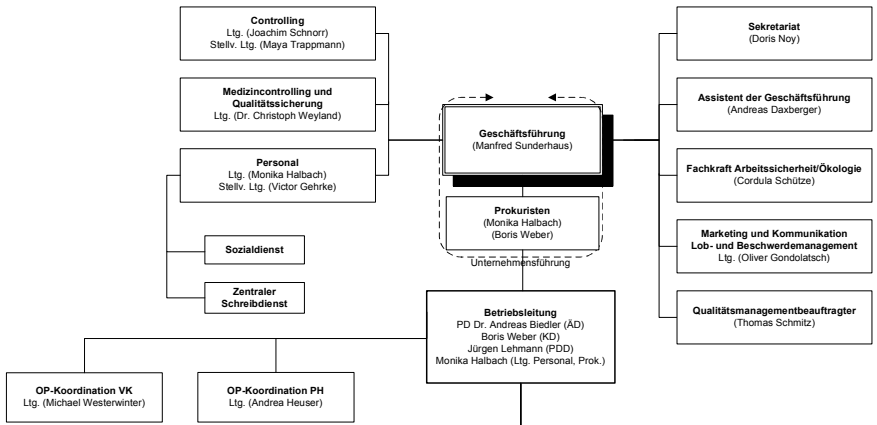 Controlling
Ltg. (Joachim Schnorr)
Stellv. Ltg. (Maya Trappmann)
Medizincontrolling und
Qualitätssicherung
Ltg. (Dr. Christoph Weyland)
Personal
Ltg. (Monika Halbach)
Stellv. Ltg. (Victor Gehrke)
Sozialdienst
Zentraler
Schreibdienst
Geschäftsführung
(Manfred Sunderhaus)
Prokuristen
(Monika Halbach)
(Boris Weber)
Unternehmensführung
Betriebsleitung
PD Dr. Andreas Biedler (ÄD)
Boris Weber (KD)
Jürgen Lehmann (PDD)
Monika Halbach (Ltg. Personal, Prok.)
Sekretariat
(Doris Noy)
Assistent der Geschäftsführung
(Andreas Daxberger)
Fachkraft Arbeitssicherheit/Ökologie
(Cordula Schütze)
Marketing und Kommunikation
Lob- und Beschwerdemanagement
Ltg. (Oliver Gondolatsch)
Qualitätsmanagementbeauftragter
(Thomas Schmitz)
OP-Koordination VK
Ltg. (Michael Westerwinter)
OP-Koordination PH
Ltg. (Andrea Heuser)